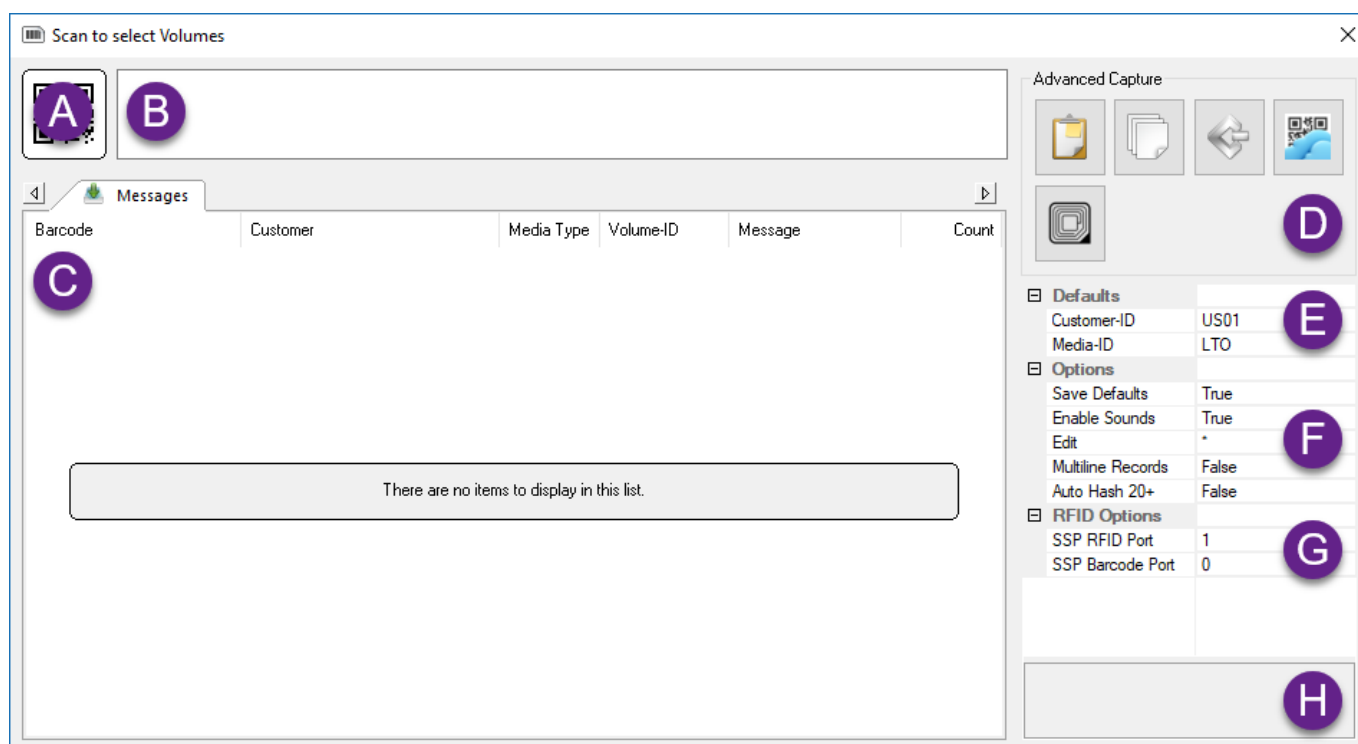 Scan to select Volumes
A
B
Advanced Capture
Messages
Barcode Customer Media Type Volume-ID Message Count
C
D
Defaults
Customer-ID US01
E
Media-ID LTO
Options
Save Defaults True
Enable Sounds True
Edit *
F
Multiline Records False
Auto Hash 20+ False
RFID Options
SSP RFID Port 1
G
SSP Barcode Port 0
There are no items to display in this list.
H